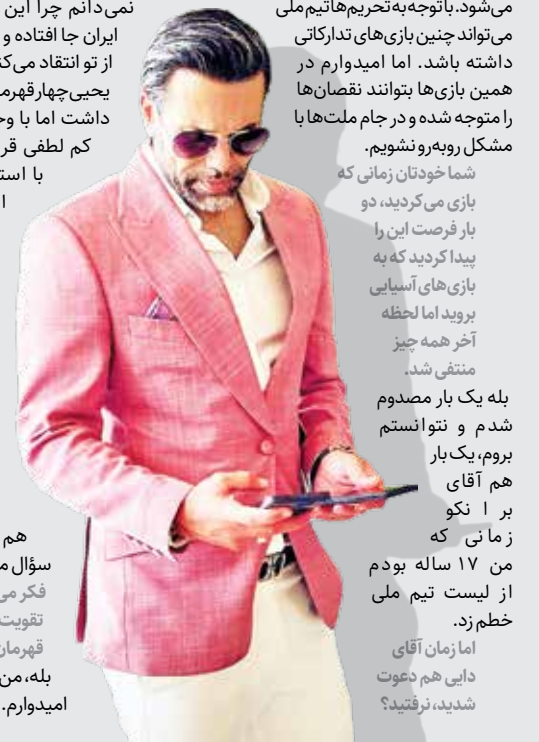 می‌شود. با توجه به تحریم‌ها تیم ملی
می‌تواند چنین بازی‌های تدارکاتی
داشته باشد. اما امیدوارم در
همین بازی‌ها بتوانند نقصان‌ها
را متوجه شده و در جام ملت‌ها با
مشکل روبه‌رو نشویم.
شما خودتان زمانی که
بازی می‌کردید، دو
بار فرصت این را
پیدا کردید که به
بازی‌های آسیایی
بروید اما لحظه
آخر همه چیز
منتفی شد.
بله یک بار مصدوم
شدم و نتوانستم
بروم، یک بار
هم آقای
برانکو
زمانی که
من ۱۷ ساله بودم
از لیست تیم ملی
خطم زد.
اما زمان آقای
دایی هم دعوت
شدید، نرفتید؟
نمی‌دانم چرا این
ایران جا افتاده و
از تو انتقاد می‌کن
یحیی چهار قهرما
داشت اما با وج
کم لطفی قر
با است
ا
هم
سؤال م
فکر می
تقویت
قهرمان
بله، من
امیدوارم.